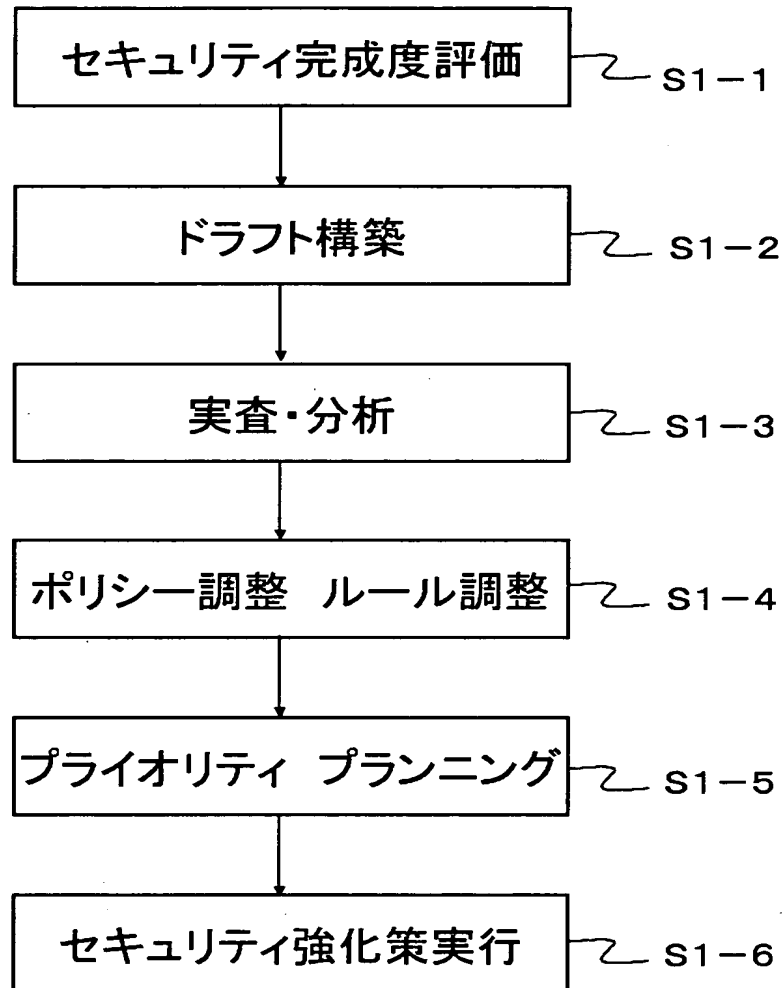 セキュリティ完成度評価 S1-1
ドラフト構築 S1-2
実査・分析 S1-3
ポリシー調整 ルール調整 S1-4
プライオリティ プランニング S1-5
セキュリティ強化策実行 S1-6